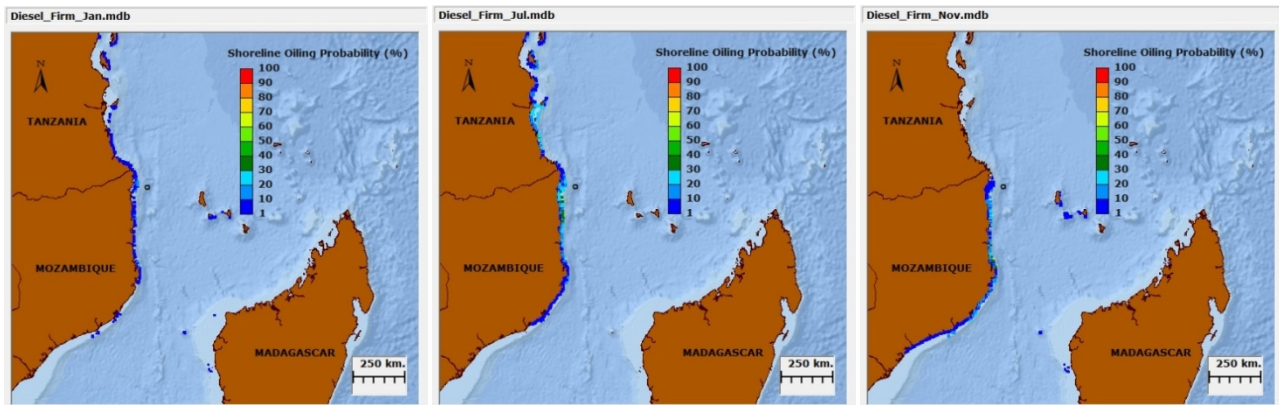 Diesel_Firm_Jan.mdb
Shoreline Oiling Probability (%)
N
100
90
80
70
60
50
40
30
20
10
1
TANZANIA
MOZAMBIQUE
MADAGASCAR
250 km.
Diesel_Firm_Jul.mdb
Shoreline Oiling Probability (%)
N
100
90
80
70
60
50
40
30
20
10
1
TANZANIA
MOZAMBIQUE
MADAGASCAR
250 km.
Diesel_Firm_Nov.mdb
Shoreline Oiling Probability (%)
N
100
90
80
70
60
50
40
30
20
10
1
TANZANIA
MOZAMBIQUE
MADAGASCAR
250 km.